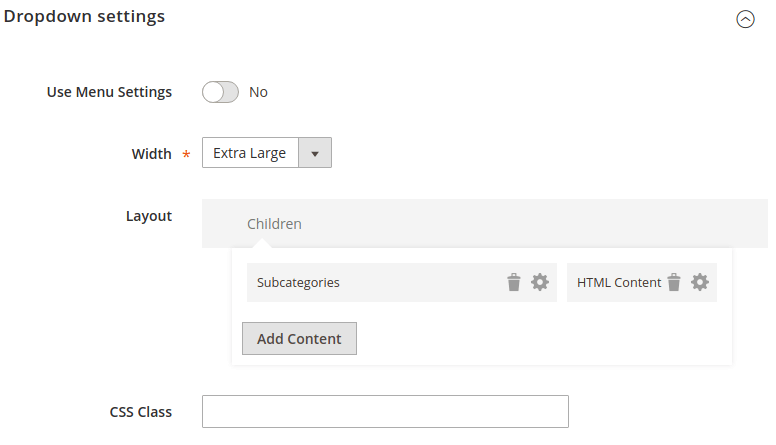 Dropdown settings
Use Menu Settings No
Width * Extra Large
Layout Children
Subcategories HTML Content
Add Content
CSS Class